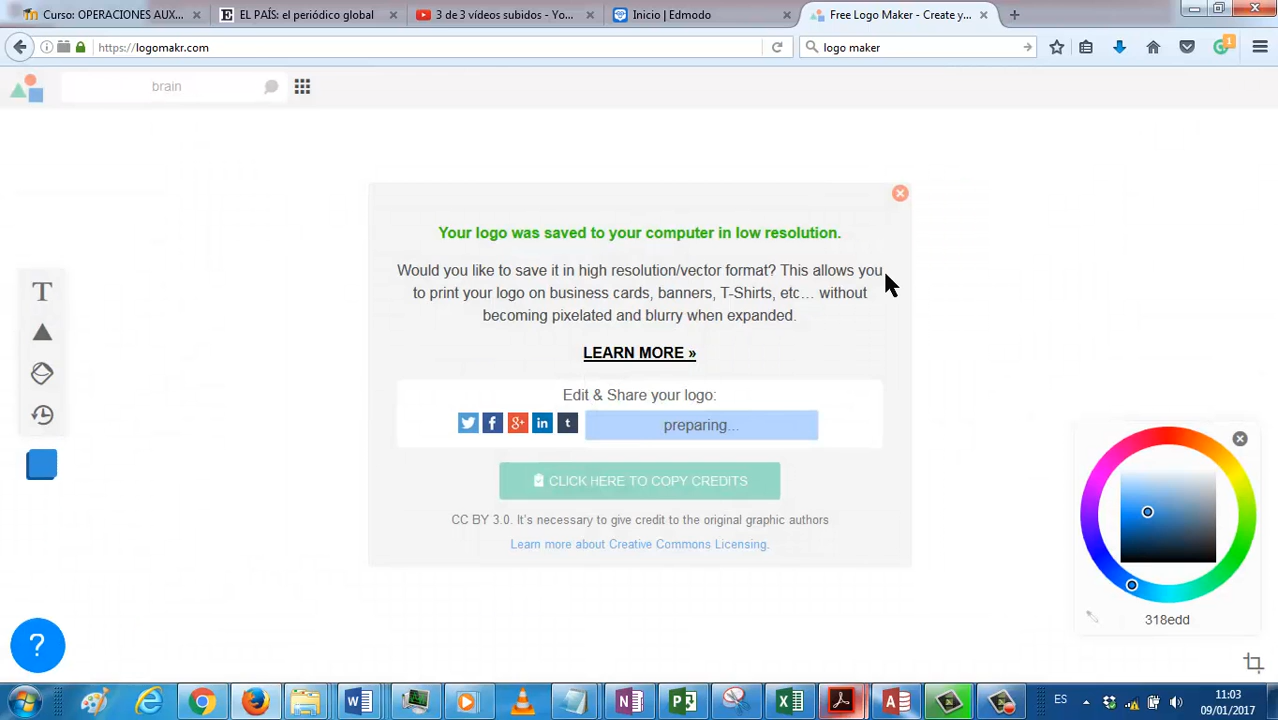 Curso: OPERACIONES AUX...
EL PAÍS: el periódico global
3 de 3 vídeos subidos - Yo...
Inicio | Edmodo
Free Logo Maker - Create y...
https://logomakr.com
logo maker
1
brain
Your logo was saved to your computer in low resolution.
Would you like to save it in high resolution/vector format? This allows you
to print your logo on business cards, banners, T-Shirts, etc... without
becoming pixelated and blurry when expanded.
LEARN MORE »
Edit & Share your logo:
preparing...
CLICK HERE TO COPY CREDITS
CC BY 3.0. It's necessary to give credit to the original graphic authors
Learn more about Creative Commons Licensing.
T
?
318edd
ES
11:03
09/01/2017